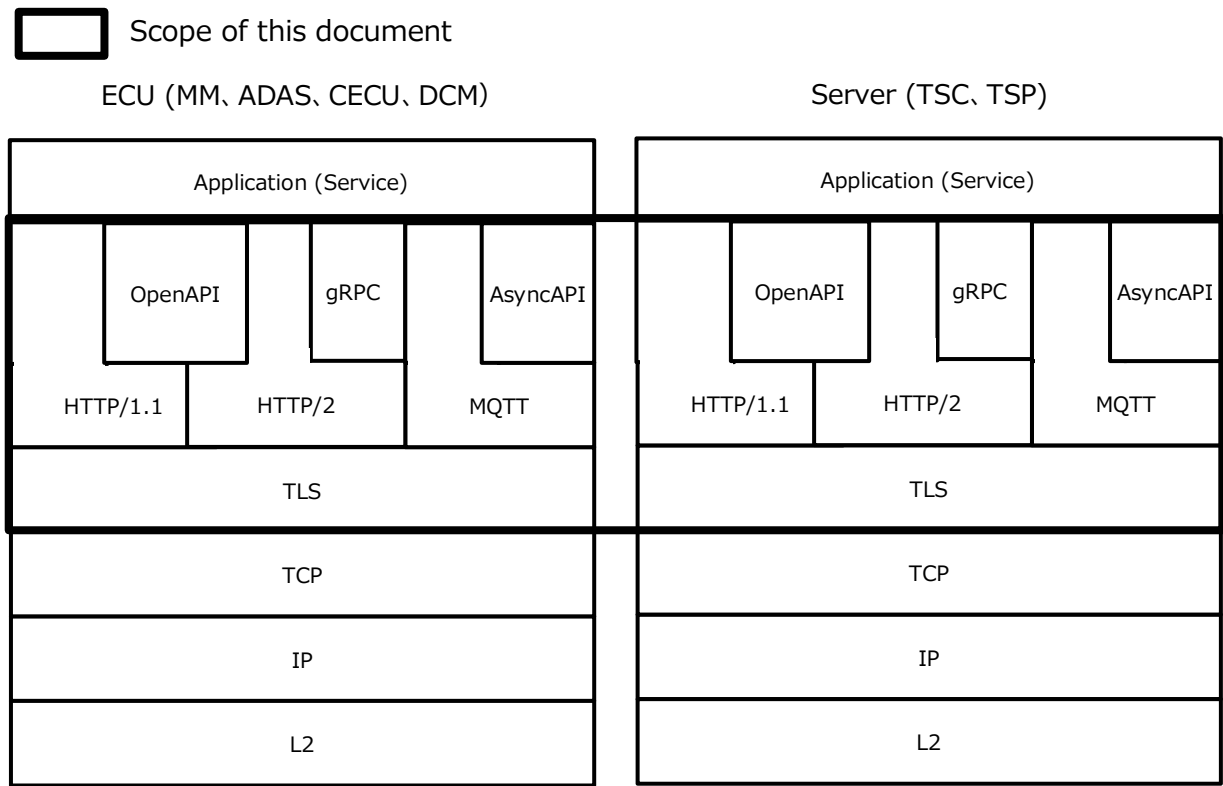 Scope of this document
ECU (MM、ADAS、CECU、DCM)
Server (TSC、TSP)
Application (Service)
Application (Service)
OpenAPI
gRPC
AsyncAPI
OpenAPI
gRPC
AsyncAPI
HTTP/1.1
HTTP/2
MQTT
HTTP/1.1
HTTP/2
MQTT
TLS
TLS
TCP
TCP
IP
IP
L2
L2